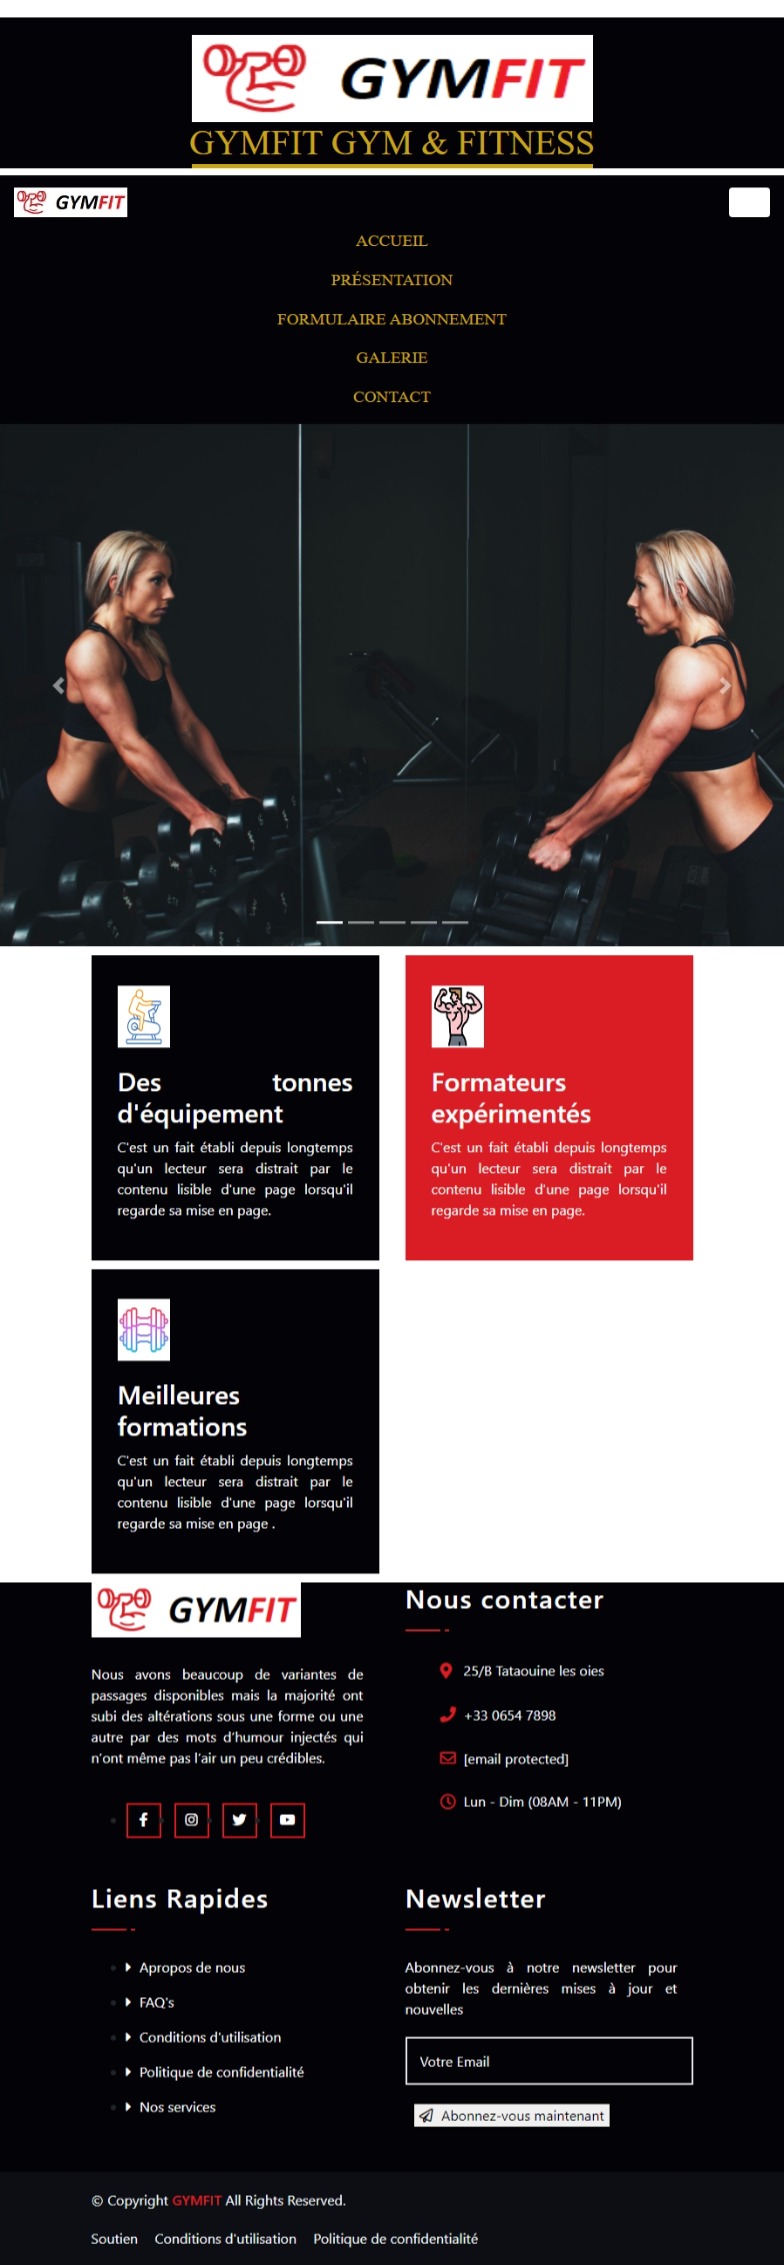 GYMFIT
GYMFIT GYM & FITNESS
GYMFIT
ACCUEIL
PRÉSENTATION
FORMULAIRE ABONNEMENT
GALERIE
CONTACT
Des tonnes
d'équipement
C'est un fait établi depuis longtemps
qu'un lecteur sera distrait par le
contenu lisible d'une page lorsqu'il
regarde sa mise en page.
Formateurs
expérimentés
C'est un fait établi depuis longtemps
qu'un lecteur sera distrait par le
contenu lisible d'une page lorsqu'il
regarde sa mise en page.
Meilleures
formations
C'est un fait établi depuis longtemps
qu'un lecteur sera distrait par le
contenu lisible d'une page lorsqu'il
regarde sa mise en page .
GYMFIT
Nous avons beaucoup de variantes de
passages disponibles mais la majorité ont
subi des altérations sous une forme ou une
autre par des mots d’humour injectés qui
n’ont même pas l’air un peu crédibles.
Nous contacter
25/B Tataouine les oies
+33 0654 7898
[email protected]
Lun - Dim (08AM - 11PM)
Liens Rapides
Apropos de nous
FAQ's
Conditions d'utilisation
Politique de confidentialité
Nos services
Newsletter
Abonnez-vous à notre newsletter pour
obtenir les dernières mises à jour et
nouvelles
Votre Email
Abonnez-vous maintenant
© Copyright GYMFIT All Rights Reserved.
Soutien Conditions d'utilisation Politique de confidentialité